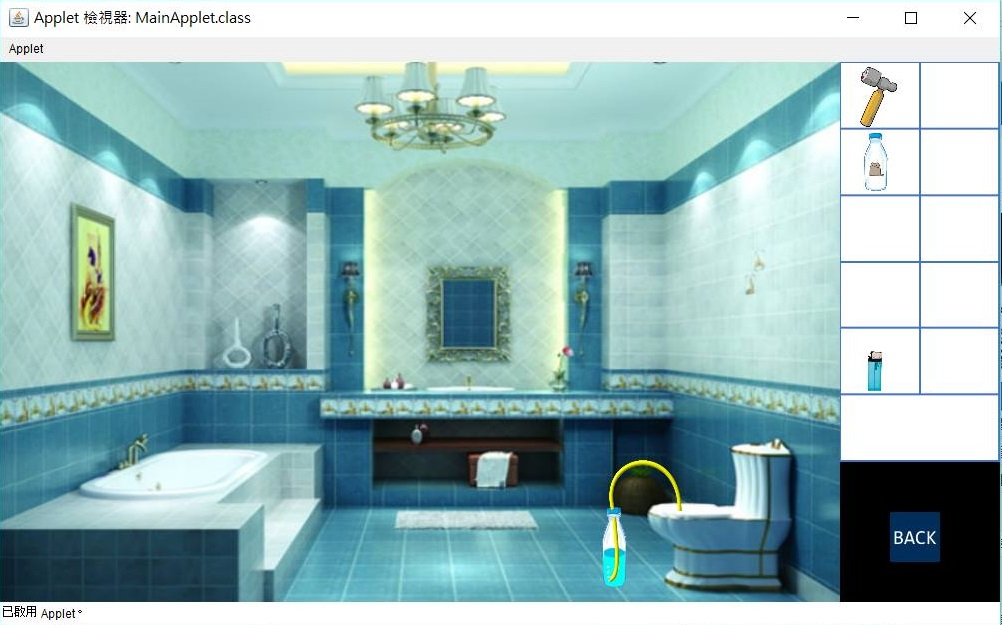 Applet 檢視器: MainApplet.class
Applet
BACK
已啟用 Applet。